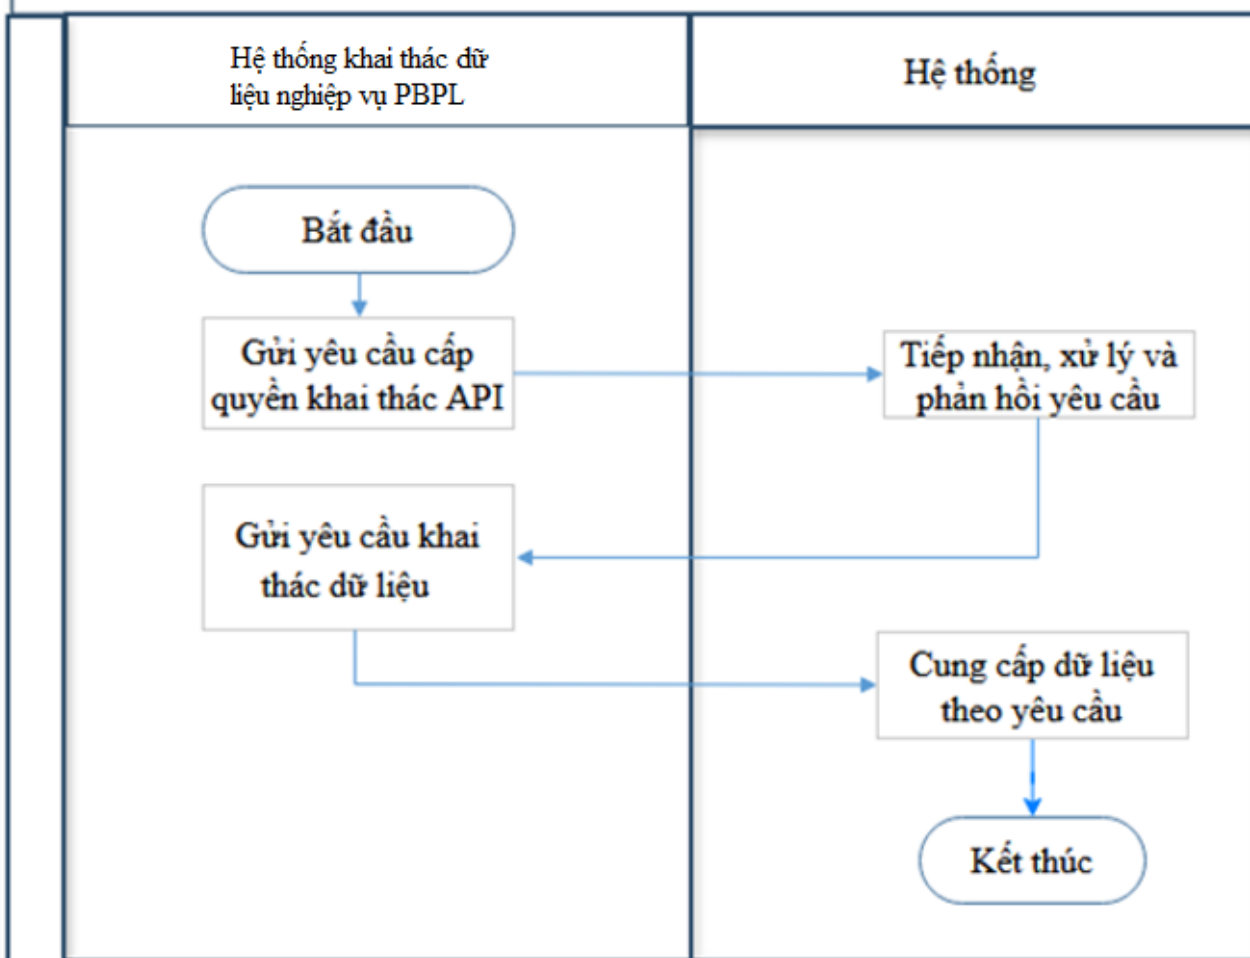 Hệ thống khai thác dữ
liệu nghiệp vụ PBPL
Hệ thống
Bắt đầu
Gửi yêu cầu cấp
quyền khai thác API
Tiếp nhận, xử lý và
phản hồi yêu cầu
Gửi yêu cầu khai
thác dữ liệu
Cung cấp dữ liệu
theo yêu cầu
Kết thúc